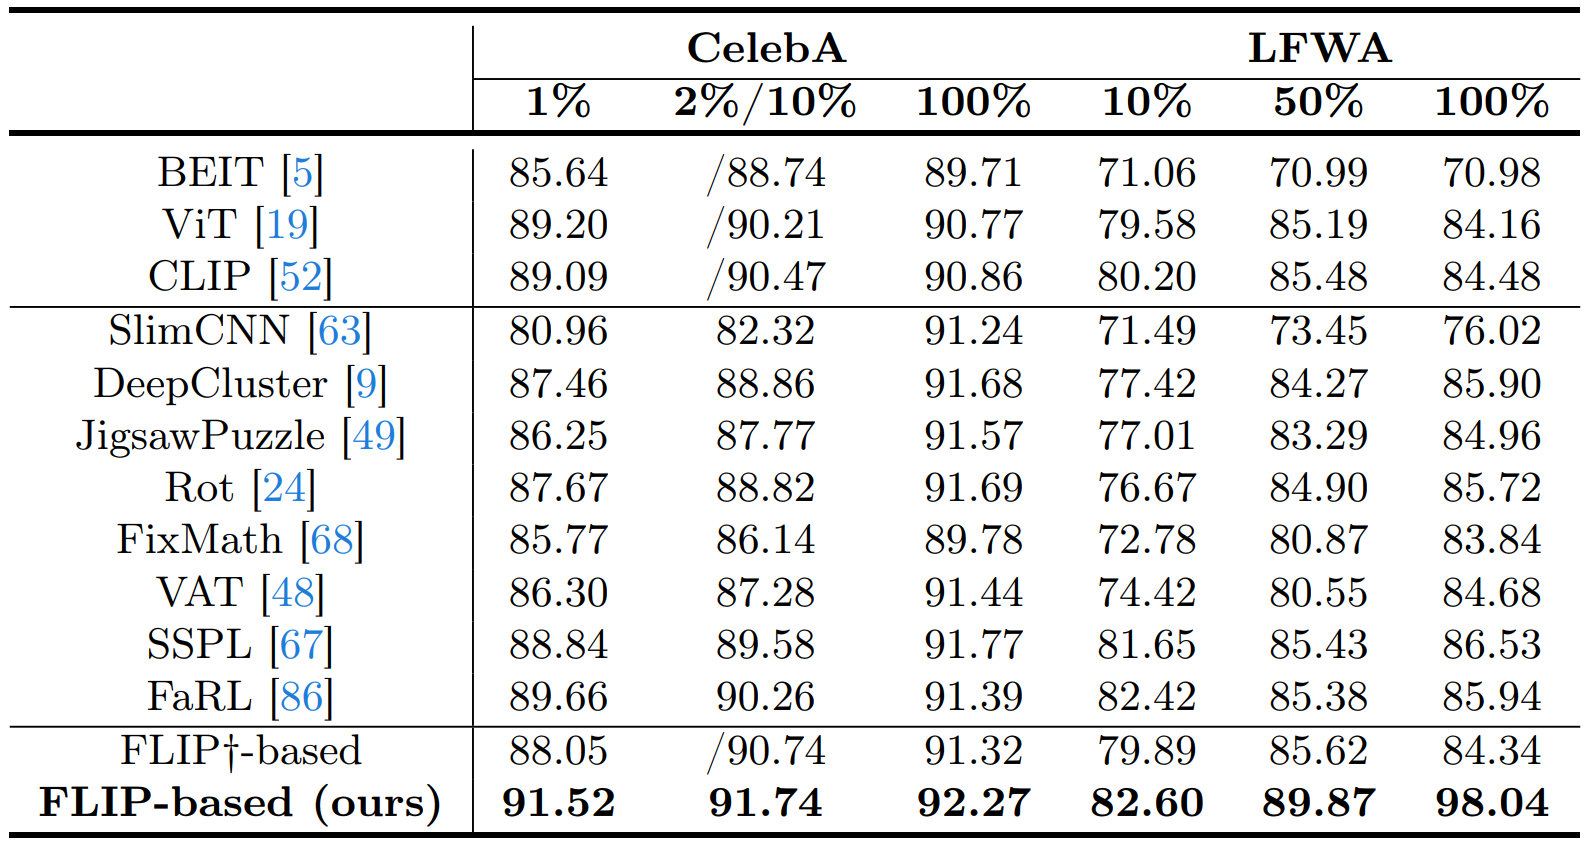 CelebA LFWA
1% 2%/10% 100% 10% 50% 100%
BEIT [5] 85.64 /88.74 89.71 71.06 70.99 70.98
ViT [19] 89.20 /90.21 90.77 79.58 85.19 84.16
CLIP [52] 89.09 /90.47 90.86 80.20 85.48 84.48
SlimCNN [63] 80.96 82.32 91.24 71.49 73.45 76.02
DeepCluster [9] 87.46 88.86 91.68 77.42 84.27 85.90
JigsawPuzzle [49] 86.25 87.77 91.57 77.01 83.29 84.96
Rot [24] 87.67 88.82 91.69 76.67 84.90 85.72
FixMath [68] 85.77 86.14 89.78 72.78 80.87 83.84
VAT [48] 86.30 87.28 91.44 74.42 80.55 84.68
SSPL [67] 88.84 89.58 91.77 81.65 85.43 86.53
FaRL [86] 89.66 90.26 91.39 82.42 85.38 85.94
FLIP†-based 88.05 /90.74 91.32 79.89 85.62 84.34
FLIP-based (ours) 91.52 91.74 92.27 82.60 89.87 98.04